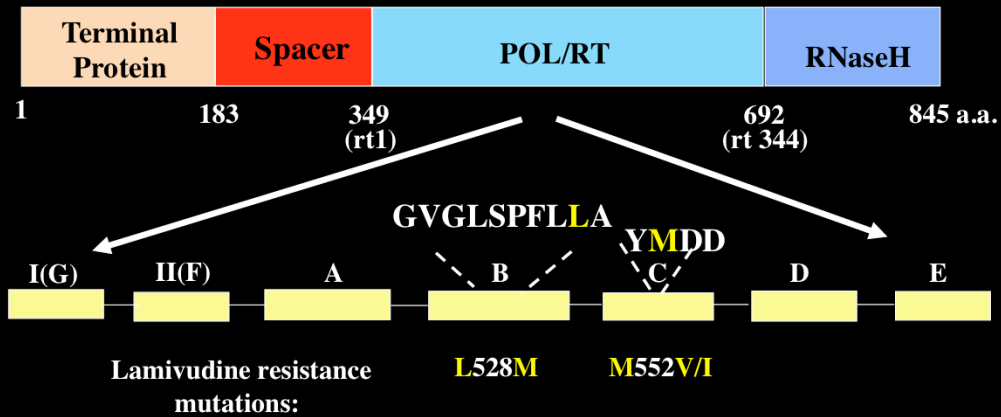 Terminal
Protein
Spacer
POL/RT
RNaseH
1
183
349
(rt1)
692
(rt 344)
845 a.a.
GVGLSPFLLA
YMDD
I(G)
II(F)
A
B
C
D
E
Lamivudine resistance
mutations:
L528M
M552V/I